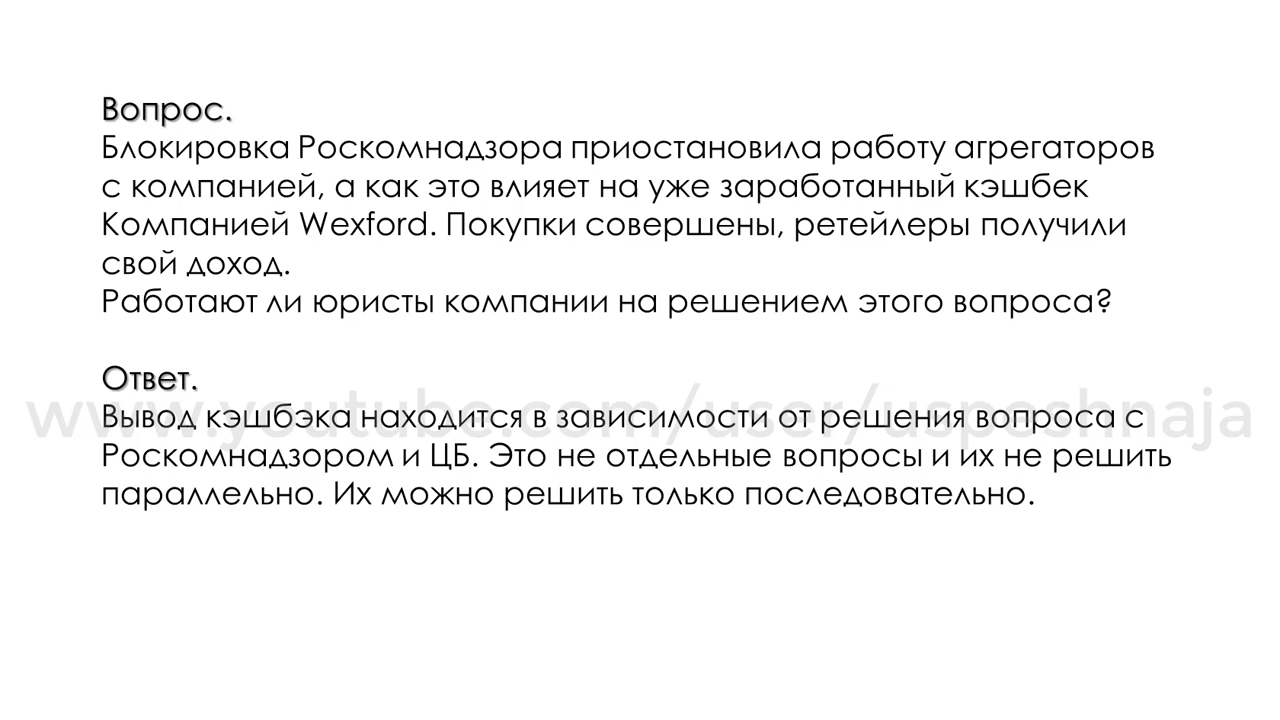 Вопрос.
Блокировка Роскомнадзора приостановила работу агрегаторов
с компанией, а как это влияет на уже заработанный кэшбек
Компанией Wexford. Покупки совершены, ретейлеры получили
свой доход.
Работают ли юристы компании на решением этого вопроса?
Ответ.
www.youtube.com/user/uspeshnaja
Вывод кэшбэка находится в зависимости от решения вопроса с
Роскомнадзором и ЦБ. Это не отдельные вопросы и их не решить
параллельно. Их можно решить только последовательно.